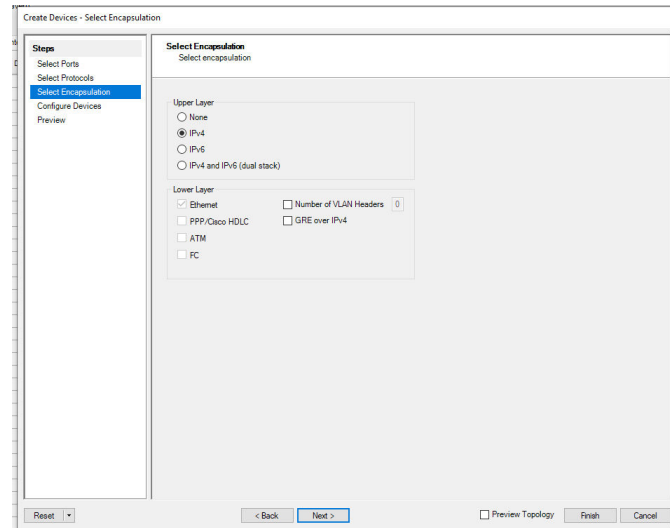 Create Devices - Select Encapsulation
Steps
Select Ports
Select Protocols
Select Encapsulation
Configure Devices
Preview
Select Encapsulation
Select encapsulation
Upper Layer
None
IPv4
IPv6
IPv4 and IPv6 (dual stack)
Lower Layer
Ethernet
Number of VLAN Headers 0
PPP/Cisco HDLC
GRE over IPv4
ATM
FC
Reset
< Back
Next >
Preview Topology
Finish
Cancel